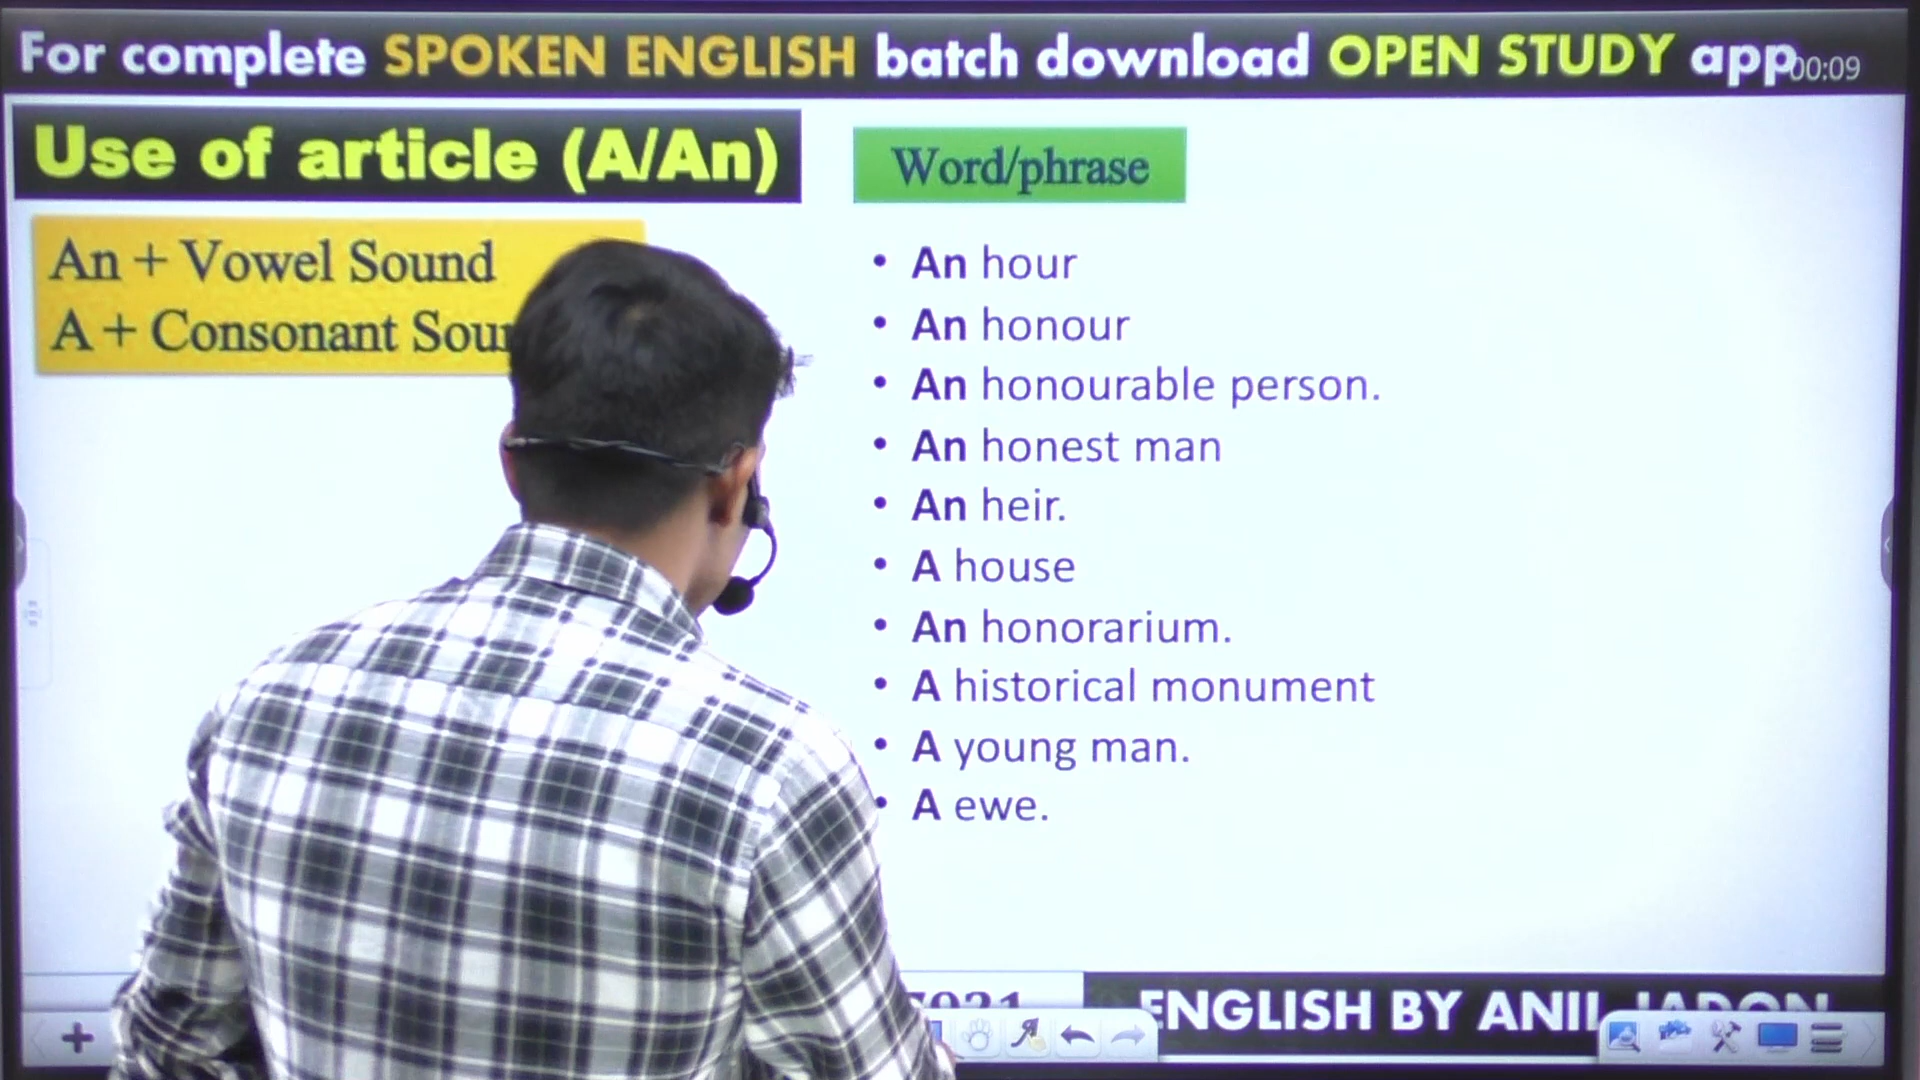 For complete SPOKEN ENGLISH batch download OPEN STUDY app
00:09
Use of article (A/An)
An + Vowel Sound
A + Consonant
Word/phrase
• An hour
• An honour
• An honourable person.
• An honest man
• An heir.
• A house
• An honorarium.
• A historical monument
• A young man.
• A ewe.
ENGLISH BY ANIL JADON